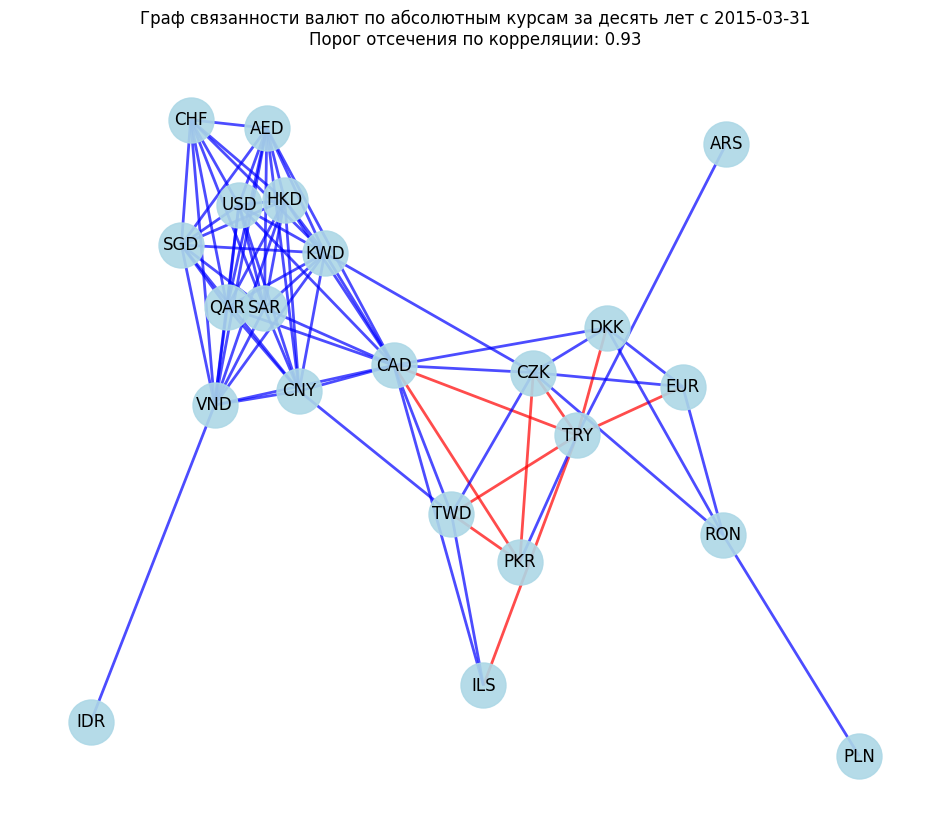 Граф связанности валют по абсолютным курсам за десять лет с 2015-03-31
Порог отсечения по корреляции: 0.93
CHF
AED
ARS
USD
HKD
SGD
KWD
QAR
SAR
DKK
CAD
CZK
EUR
VND
CNY
TRY
TWD
RON
PKR
ILS
IDR
PLN